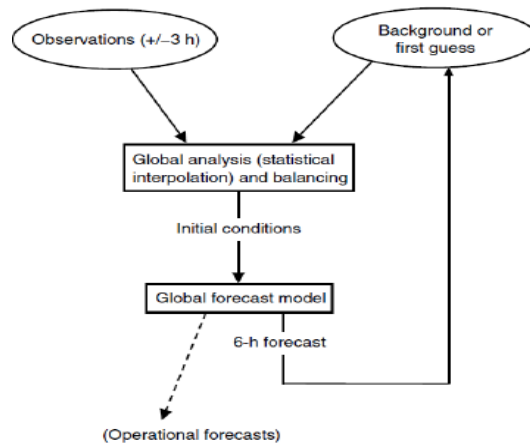 Observations (+/−3 h)
Background or
first guess
Global analysis (statistical
interpolation) and balancing
Initial conditions
Global forecast model
6-h forecast
(Operational forecasts)